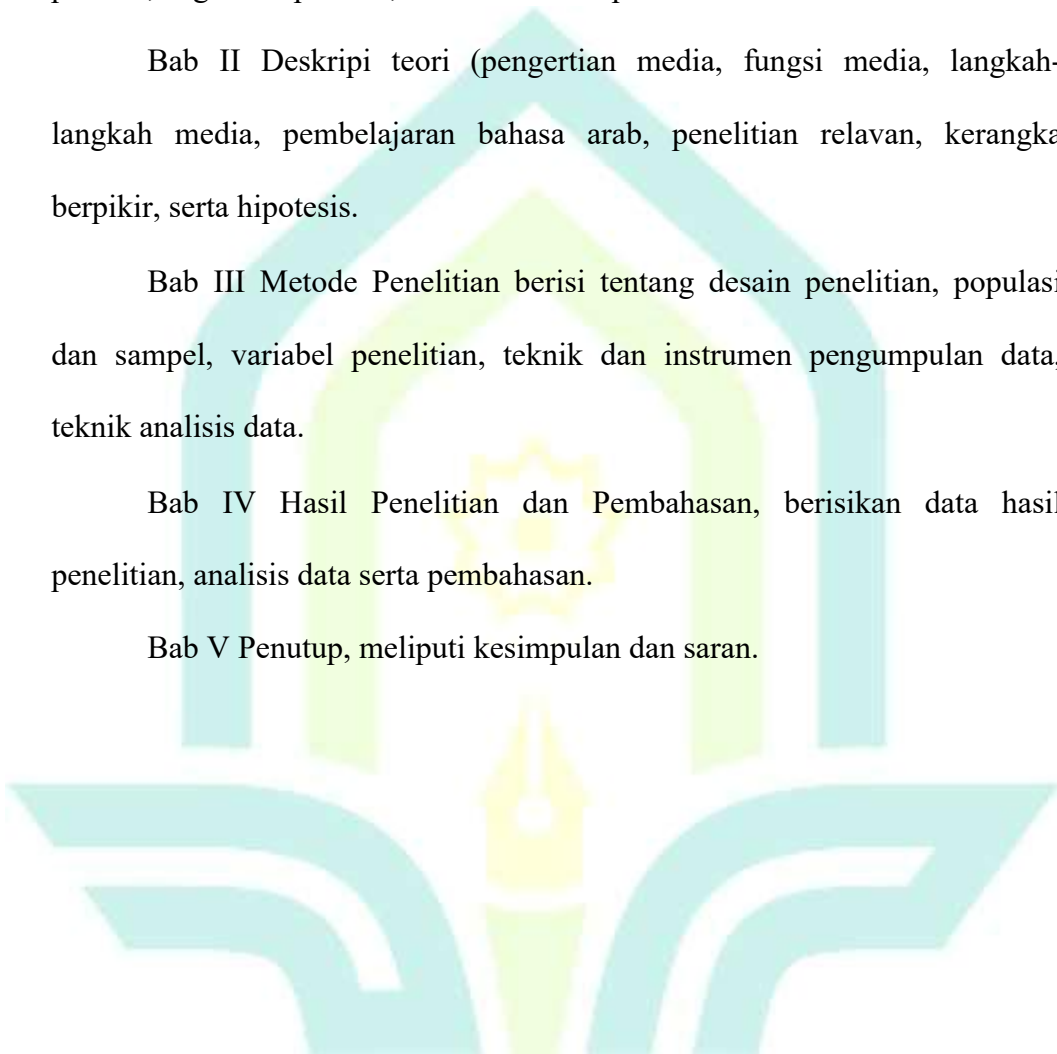 Bab II Deskripi teori (pengertian media, fungsi media, langkah-
langkah media, pembelajaran bahasa arab, penelitian relavan, kerangka
berpikir, serta hipotesis.
Bab III Metode Penelitian berisi tentang desain penelitian, populasi
dan sampel, variabel penelitian, teknik dan instrumen pengumpulan data,
teknik analisis data.
Bab IV Hasil Penelitian dan Pembahasan, berisikan data hasil
penelitian, analisis data serta pembahasan.
Bab V Penutup, meliputi kesimpulan dan saran.